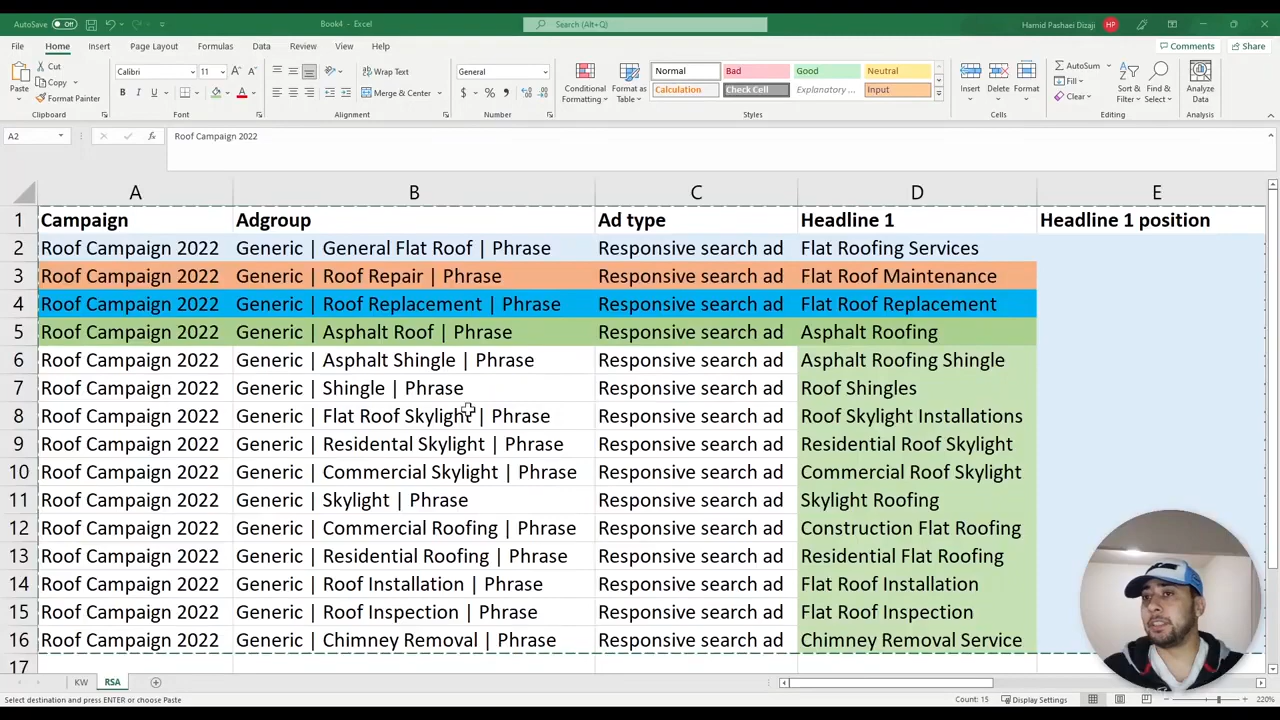 AutoSave Off Book4 - Excel Search (Alt+Q) Hamid Pashaei Dizaji HP
File Home Insert Page Layout Formulas Data Review View Help Comments Share
Paste Cut Copy Format Painter Clipboard
Calibri 11 B I U Font
Wrap Text Merge & Center Alignment
General $ % Number
Conditional Formatting Format as Table
Normal Bad Good Neutral
Calculation Check Cell Explanatory ... Input
Styles
Insert Delete Format Cells
AutoSum Fill Clear Sort & Filter Find & Select Editing
Analyze Data Analysis
A2 fx Roof Campaign 2022
A B C D E
1 Campaign Adgroup Ad type Headline 1 Headline 1 position
2 Roof Campaign 2022 Generic | General Flat Roof | Phrase Responsive search ad Flat Roofing Services
3 Roof Campaign 2022 Generic | Roof Repair | Phrase Responsive search ad Flat Roof Maintenance
4 Roof Campaign 2022 Generic | Roof Replacement | Phrase Responsive search ad Flat Roof Replacement
5 Roof Campaign 2022 Generic | Asphalt Roof | Phrase Responsive search ad Asphalt Roofing
6 Roof Campaign 2022 Generic | Asphalt Shingle | Phrase Responsive search ad Asphalt Roofing Shingle
7 Roof Campaign 2022 Generic | Shingle | Phrase Responsive search ad Roof Shingles
8 Roof Campaign 2022 Generic | Flat Roof Skylight | Phrase Responsive search ad Roof Skylight Installations
9 Roof Campaign 2022 Generic | Residental Skylight | Phrase Responsive search ad Residential Roof Skylight
10 Roof Campaign 2022 Generic | Commercial Skylight | Phrase Responsive search ad Commercial Roof Skylight
11 Roof Campaign 2022 Generic | Skylight | Phrase Responsive search ad Skylight Roofing
12 Roof Campaign 2022 Generic | Commercial Roofing | Phrase Responsive search ad Construction Flat Roofing
13 Roof Campaign 2022 Generic | Residential Roofing | Phrase Responsive search ad Residential Flat Roofing
14 Roof Campaign 2022 Generic | Roof Installation | Phrase Responsive search ad Flat Roof Installation
15 Roof Campaign 2022 Generic | Roof Inspection | Phrase Responsive search ad Flat Roof Inspection
16 Roof Campaign 2022 Generic | Chimney Removal | Phrase Responsive search ad Chimney Removal Service
17
KW RSA
Select destination and press ENTER or choose Paste Count: 15 Display Settings 220%